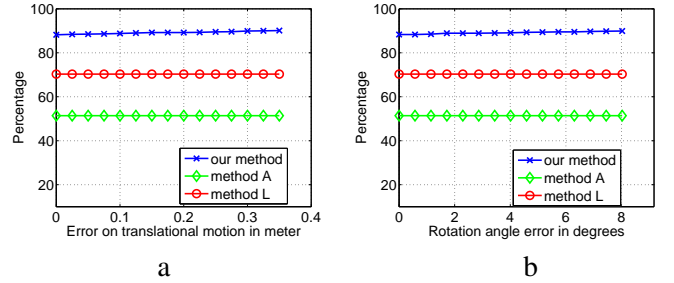 100
80
60
40
20
Percentage
our method
method A
method L
0 0.1 0.2 0.3 0.4
Error on translational motion in meter
a
100
80
60
40
20
Percentage
our method
method A
method L
0 2 4 6 8
Rotation angle error in degrees
b